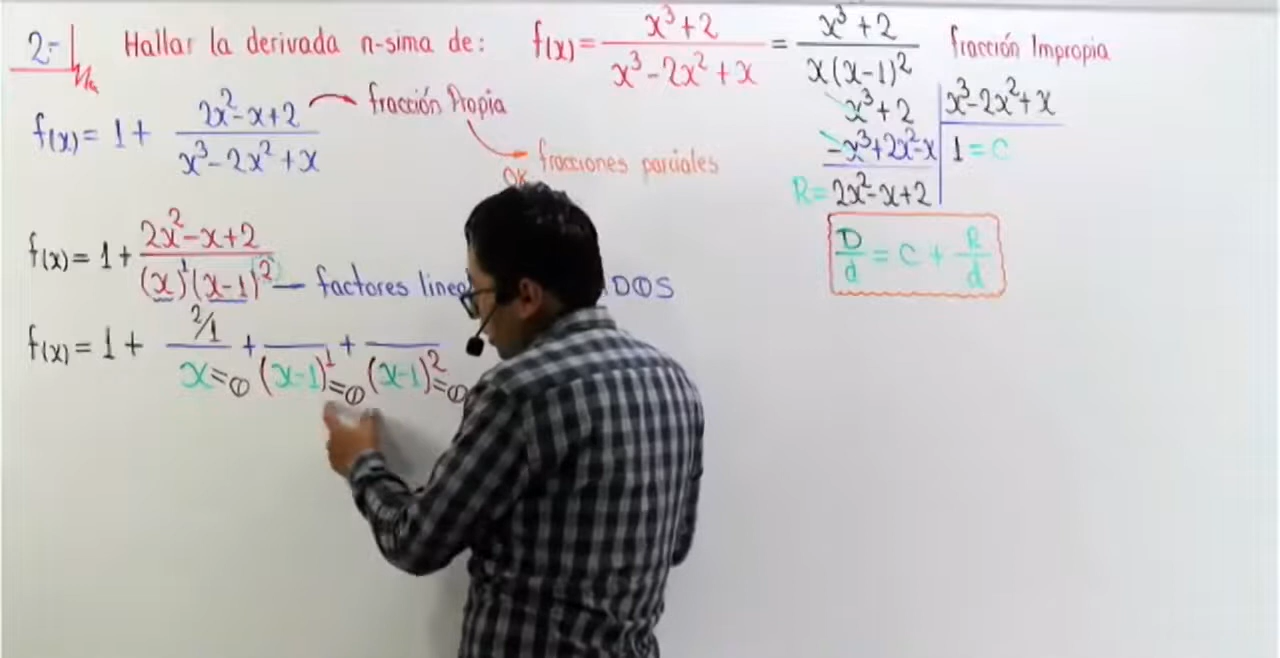 2.- Hallar la derivada n-sima de: f(x) = x³+2 / x³-2x²+x = x³+2 / x(x-1)² fracción Impropia
f(x) = 1 + 2x²-x+2 / x³-2x²+x → fracción Propia
OK fracciones parciales
x³+2 | x³-2x²+x
-x³+2x²-x | 1 = C
R = 2x²-x+2
D/d = C + R/d
f(x) = 1 + 2x²-x+2 / (x)¹(x-1)² — factores line DOS
f(x) = 1 + 2/1 / x=0 + / (x-1)¹=0 + / (x-1)²=0